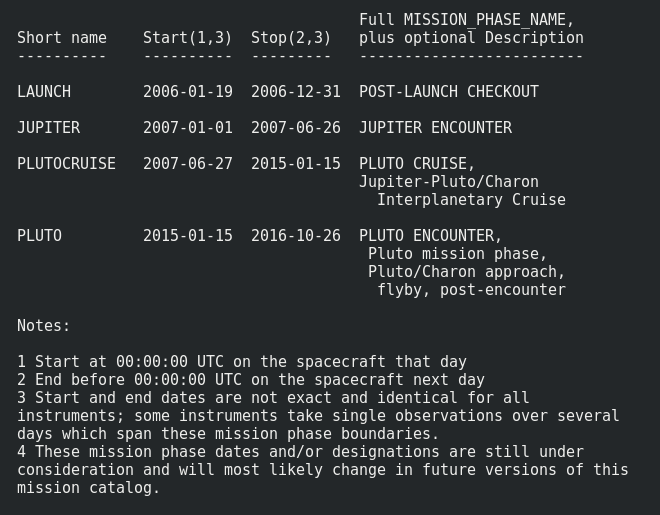 Full MISSION_PHASE_NAME,
Short name    Start(1,3)  Stop(2,3)   plus optional Description
----------    ----------  ---------   -------------------------
LAUNCH        2006-01-19  2006-12-31  POST-LAUNCH CHECKOUT
JUPITER       2007-01-01  2007-06-26  JUPITER ENCOUNTER
PLUTOCRUISE   2007-06-27  2015-01-15  PLUTO CRUISE,
Jupiter-Pluto/Charon
Interplanetary Cruise
PLUTO         2015-01-15  2016-10-26  PLUTO ENCOUNTER,
Pluto mission phase,
Pluto/Charon approach,
flyby, post-encounter
Notes:
1 Start at 00:00:00 UTC on the spacecraft that day
2 End before 00:00:00 UTC on the spacecraft next day
3 Start and end dates are not exact and identical for all
instruments; some instruments take single observations over several
days which span these mission phase boundaries.
4 These mission phase dates and/or designations are still under
consideration and will most likely change in future versions of this
mission catalog.